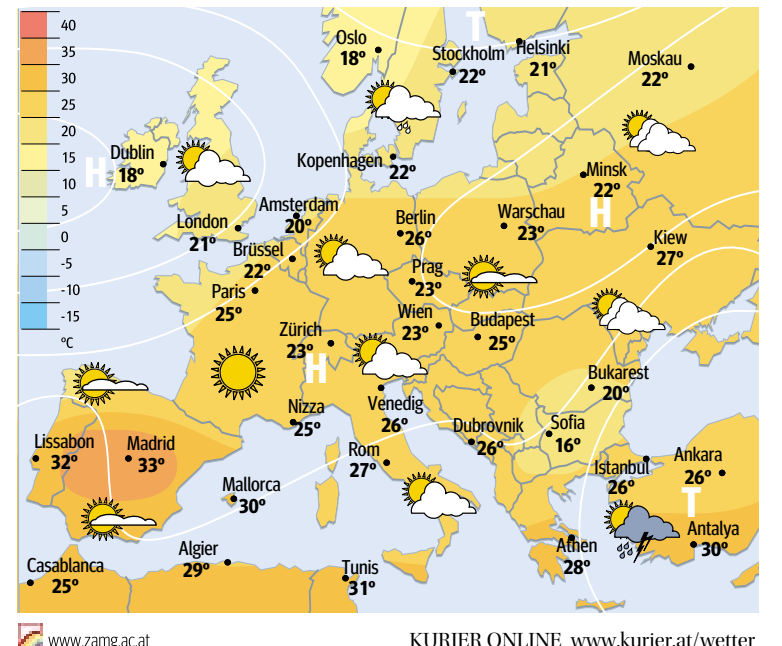 40
35
30
25
20
15
10
5
0
-5
-10
-15
°C
T
Oslo
18°
Stockholm
22°
Helsinki
21°
Moskau
22°
H
Dublin
18°
Kopenhagen
22°
Minsk
22°
H
London
21°
Amsterdam
20°
Berlin
26°
Warschau
23°
Brüssel
22°
Prag
23°
Kiew
27°
Paris
25°
Wien
23°
Budapest
25°
Zürich
23°
H
Bukarest
20°
Nizza
25°
Venedig
26°
Dubrovnik
26°
Sofia
16°
Lissabon
32°
Madrid
33°
Rom
27°
Istanbul
26°
Ankara
26°
T
Mallorca
30°
Antalya
30°
Athen
28°
Casablanca
25°
Algier
29°
Tunis
31°
www.zamg.ac.at
KURIER ONLINE www.kurier.at/wetter